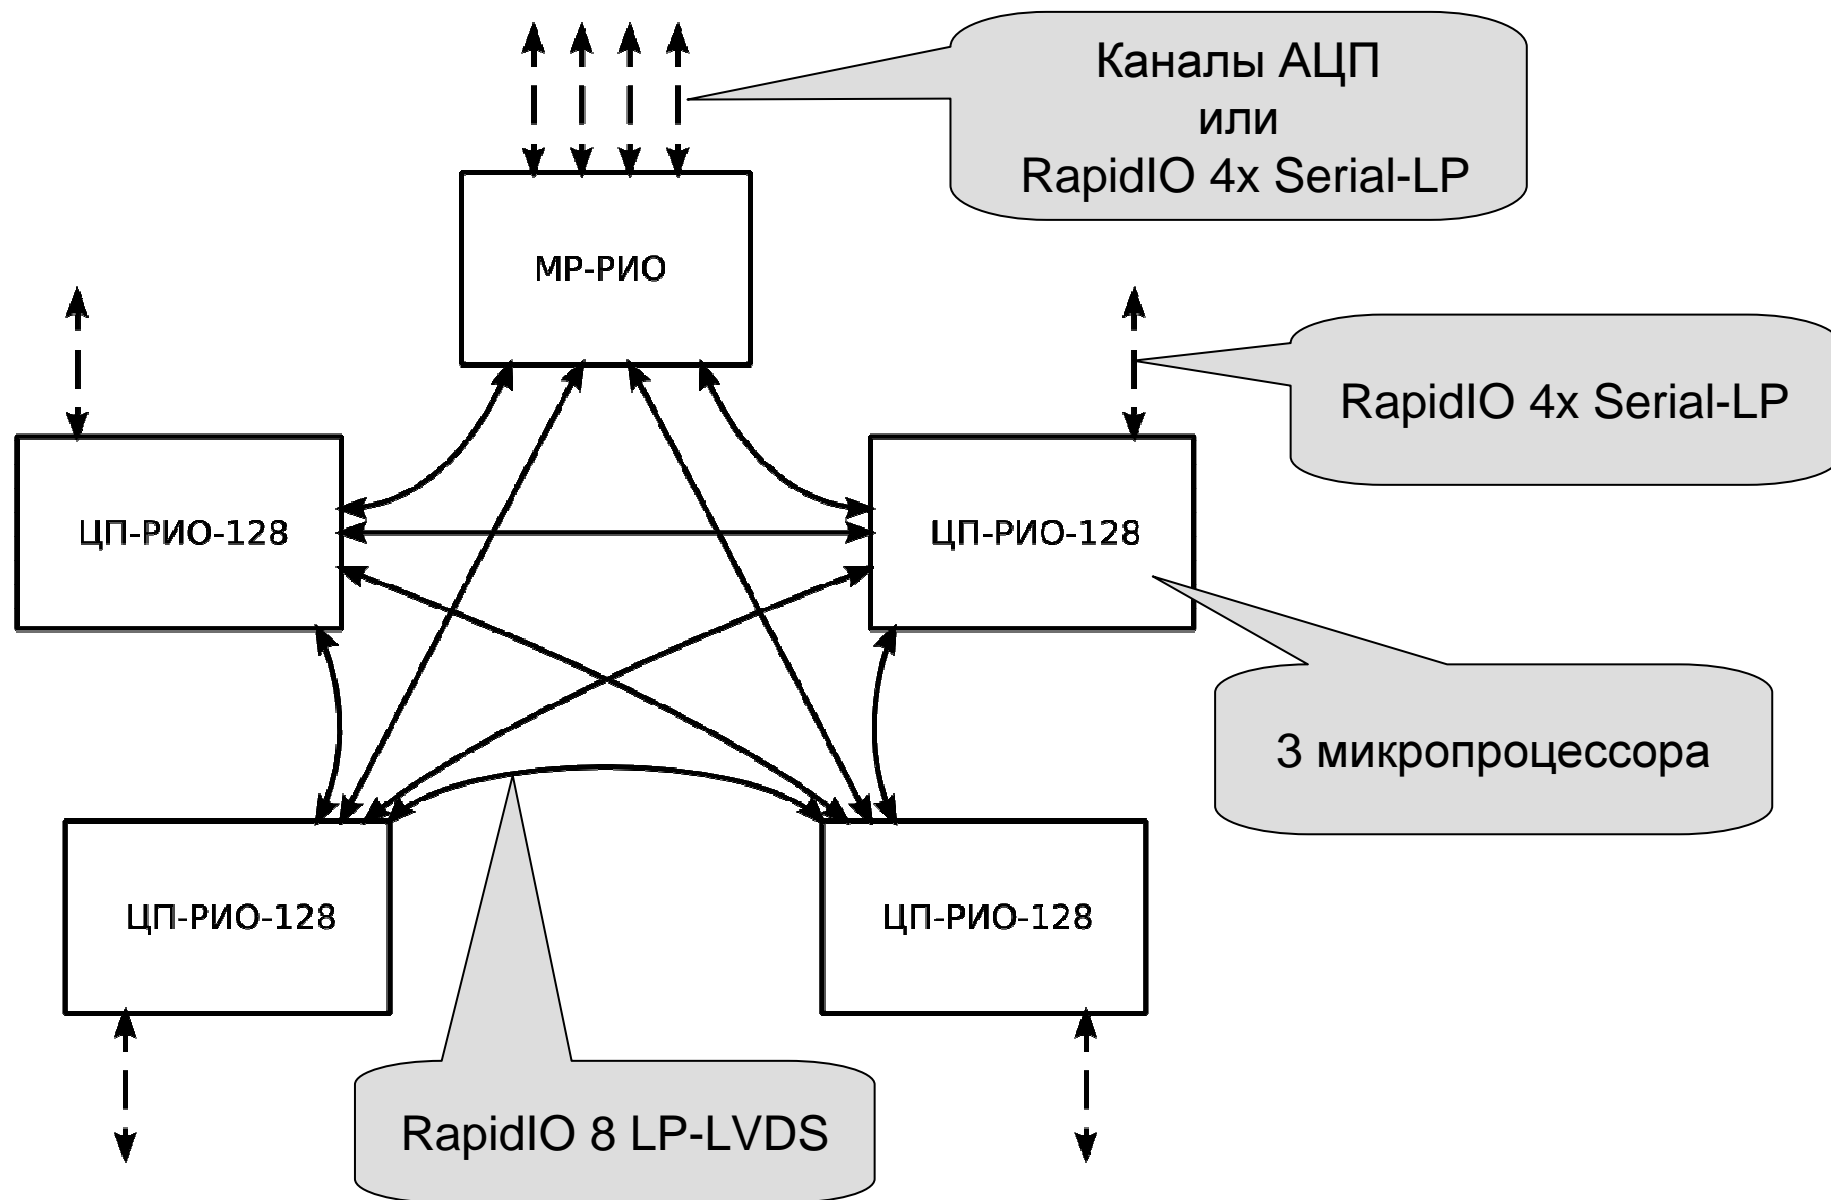 Каналы АЦП
или
RapidIO 4x Serial-LP
МР-РИО
RapidIO 4x Serial-LP
ЦП-РИО-128
ЦП-РИО-128
3 микропроцессора
ЦП-РИО-128
ЦП-РИО-128
RapidIO 8 LP-LVDS